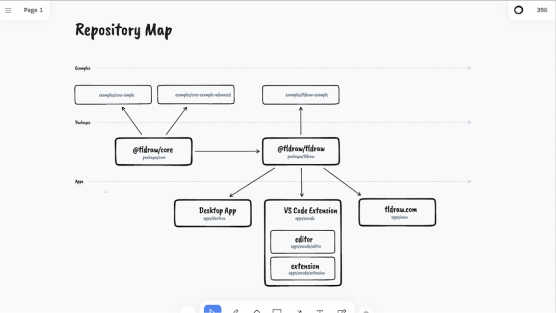 Page 1
Repository Map
Examples
examples/core-example
examples/core-example-advanced
examples/tldraw-example
Packages
@tldraw/core
packages/core
@tldraw/tldraw
packages/tldraw
Apps
Desktop App
apps/desktop
VS Code Extension
apps/vscode
tldraw.com
apps/www
editor
apps/vscode/editor
extension
apps/vscode/extension